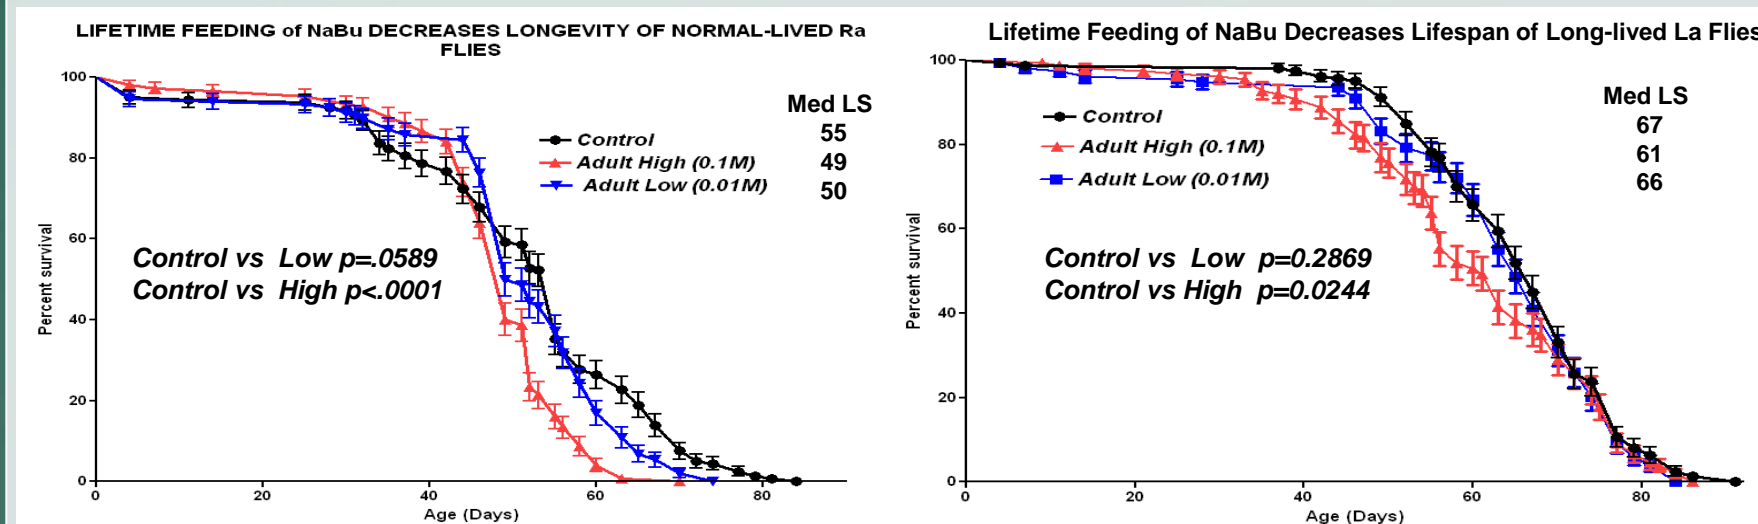 LIFETIME FEEDING of NaBu DECREASES LONGEVITY OF NORMAL-LIVED Ra
FLIES
100
80
60
40
20
0
Percent survival
0 20 40 60 80
Age (Days)
Med LS
Control 55
Adult High (0.1M) 49
Adult Low (0.01M) 50
Control vs Low p=.0589
Control vs High p<.0001
Lifetime Feeding of NaBu Decreases Lifespan of Long-lived La Flies
100
80
60
40
20
0
Percent survival
0 20 40 60 80
Age (Days)
Med LS
Control 67
Adult High (0.1M) 61
Adult Low (0.01M) 66
Control vs Low p=0.2869
Control vs High p=0.0244